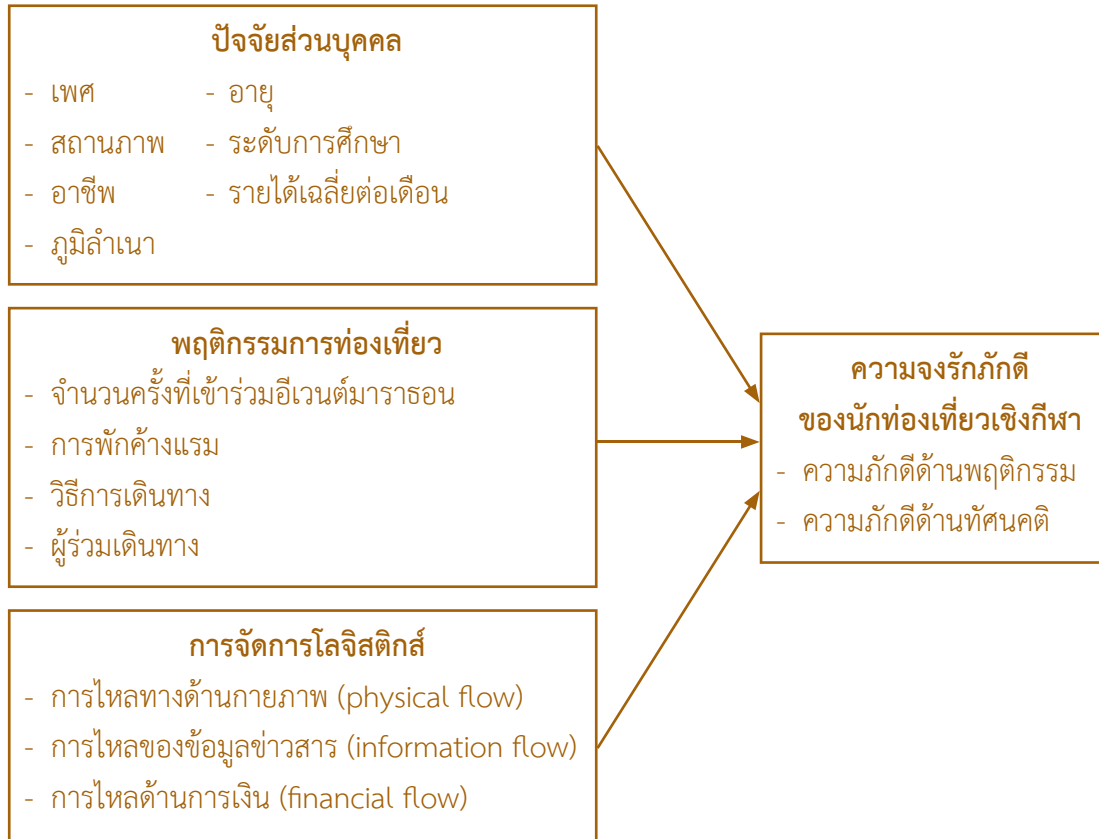 ปัจจัยส่วนบุคคล
- เพศ - อายุ
- สถานภาพ - ระดับการศึกษา
- อาชีพ - รายได้เฉลี่ยต่อเดือน
- ภูมิลำเนา
พฤติกรรมการท่องเที่ยว
- จำนวนครั้งที่เข้าร่วมอีเวนต์มาราธอน
- การพักค้างแรม
- วิธีการเดินทาง
- ผู้ร่วมเดินทาง
การจัดการโลจิสติกส์
- การไหลทางด้านกายภาพ (physical flow)
- การไหลของข้อมูลข่าวสาร (information flow)
- การไหลด้านการเงิน (financial flow)
ความจงรักภักดี
ของนักท่องเที่ยวเชิงกีฬา
- ความภักดีด้านพฤติกรรม
- ความภักดีด้านทัศนคติ